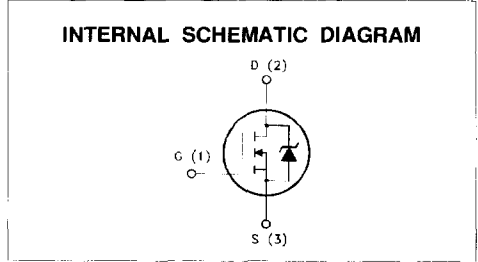 INTERNAL SCHEMATIC DIAGRAM
D (2)
G (1)
S (3)